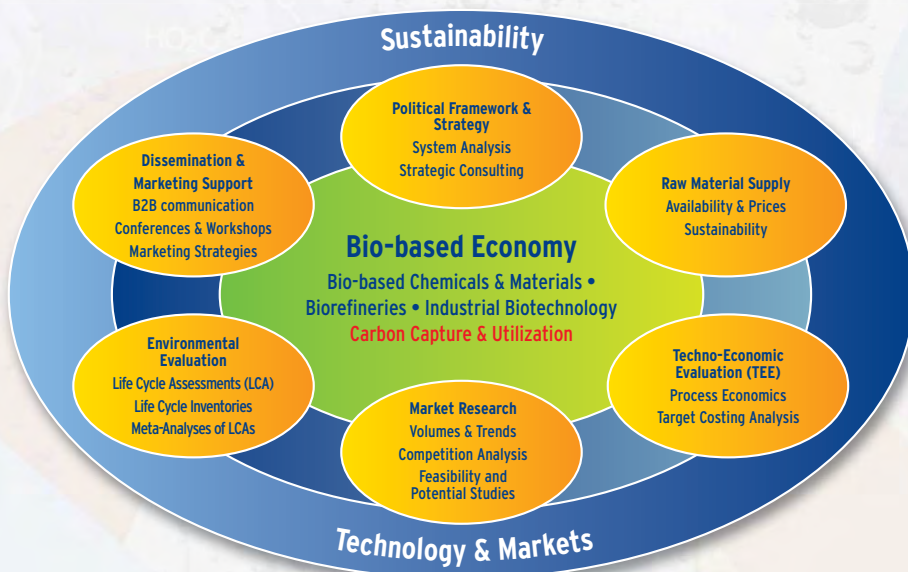 Sustainability
Political Framework &
Strategy
System Analysis
Strategic Consulting
Dissemination &
Marketing Support
B2B communication
Conferences & Workshops
Marketing Strategies
Raw Material Supply
Availability & Prices
Sustainability
Bio-based Economy
Bio-based Chemicals & Materials •
Biorefineries • Industrial Biotechnology
Carbon Capture & Utilization
Environmental
Evaluation
Life Cycle Assessments (LCA)
Life Cycle Inventories
Meta-Analyses of LCAs
Techno-Economic
Evaluation (TEE)
Process Economics
Target Costing Analysis
Market Research
Volumes & Trends
Competition Analysis
Feasibility and
Potential Studies
Technology & Markets